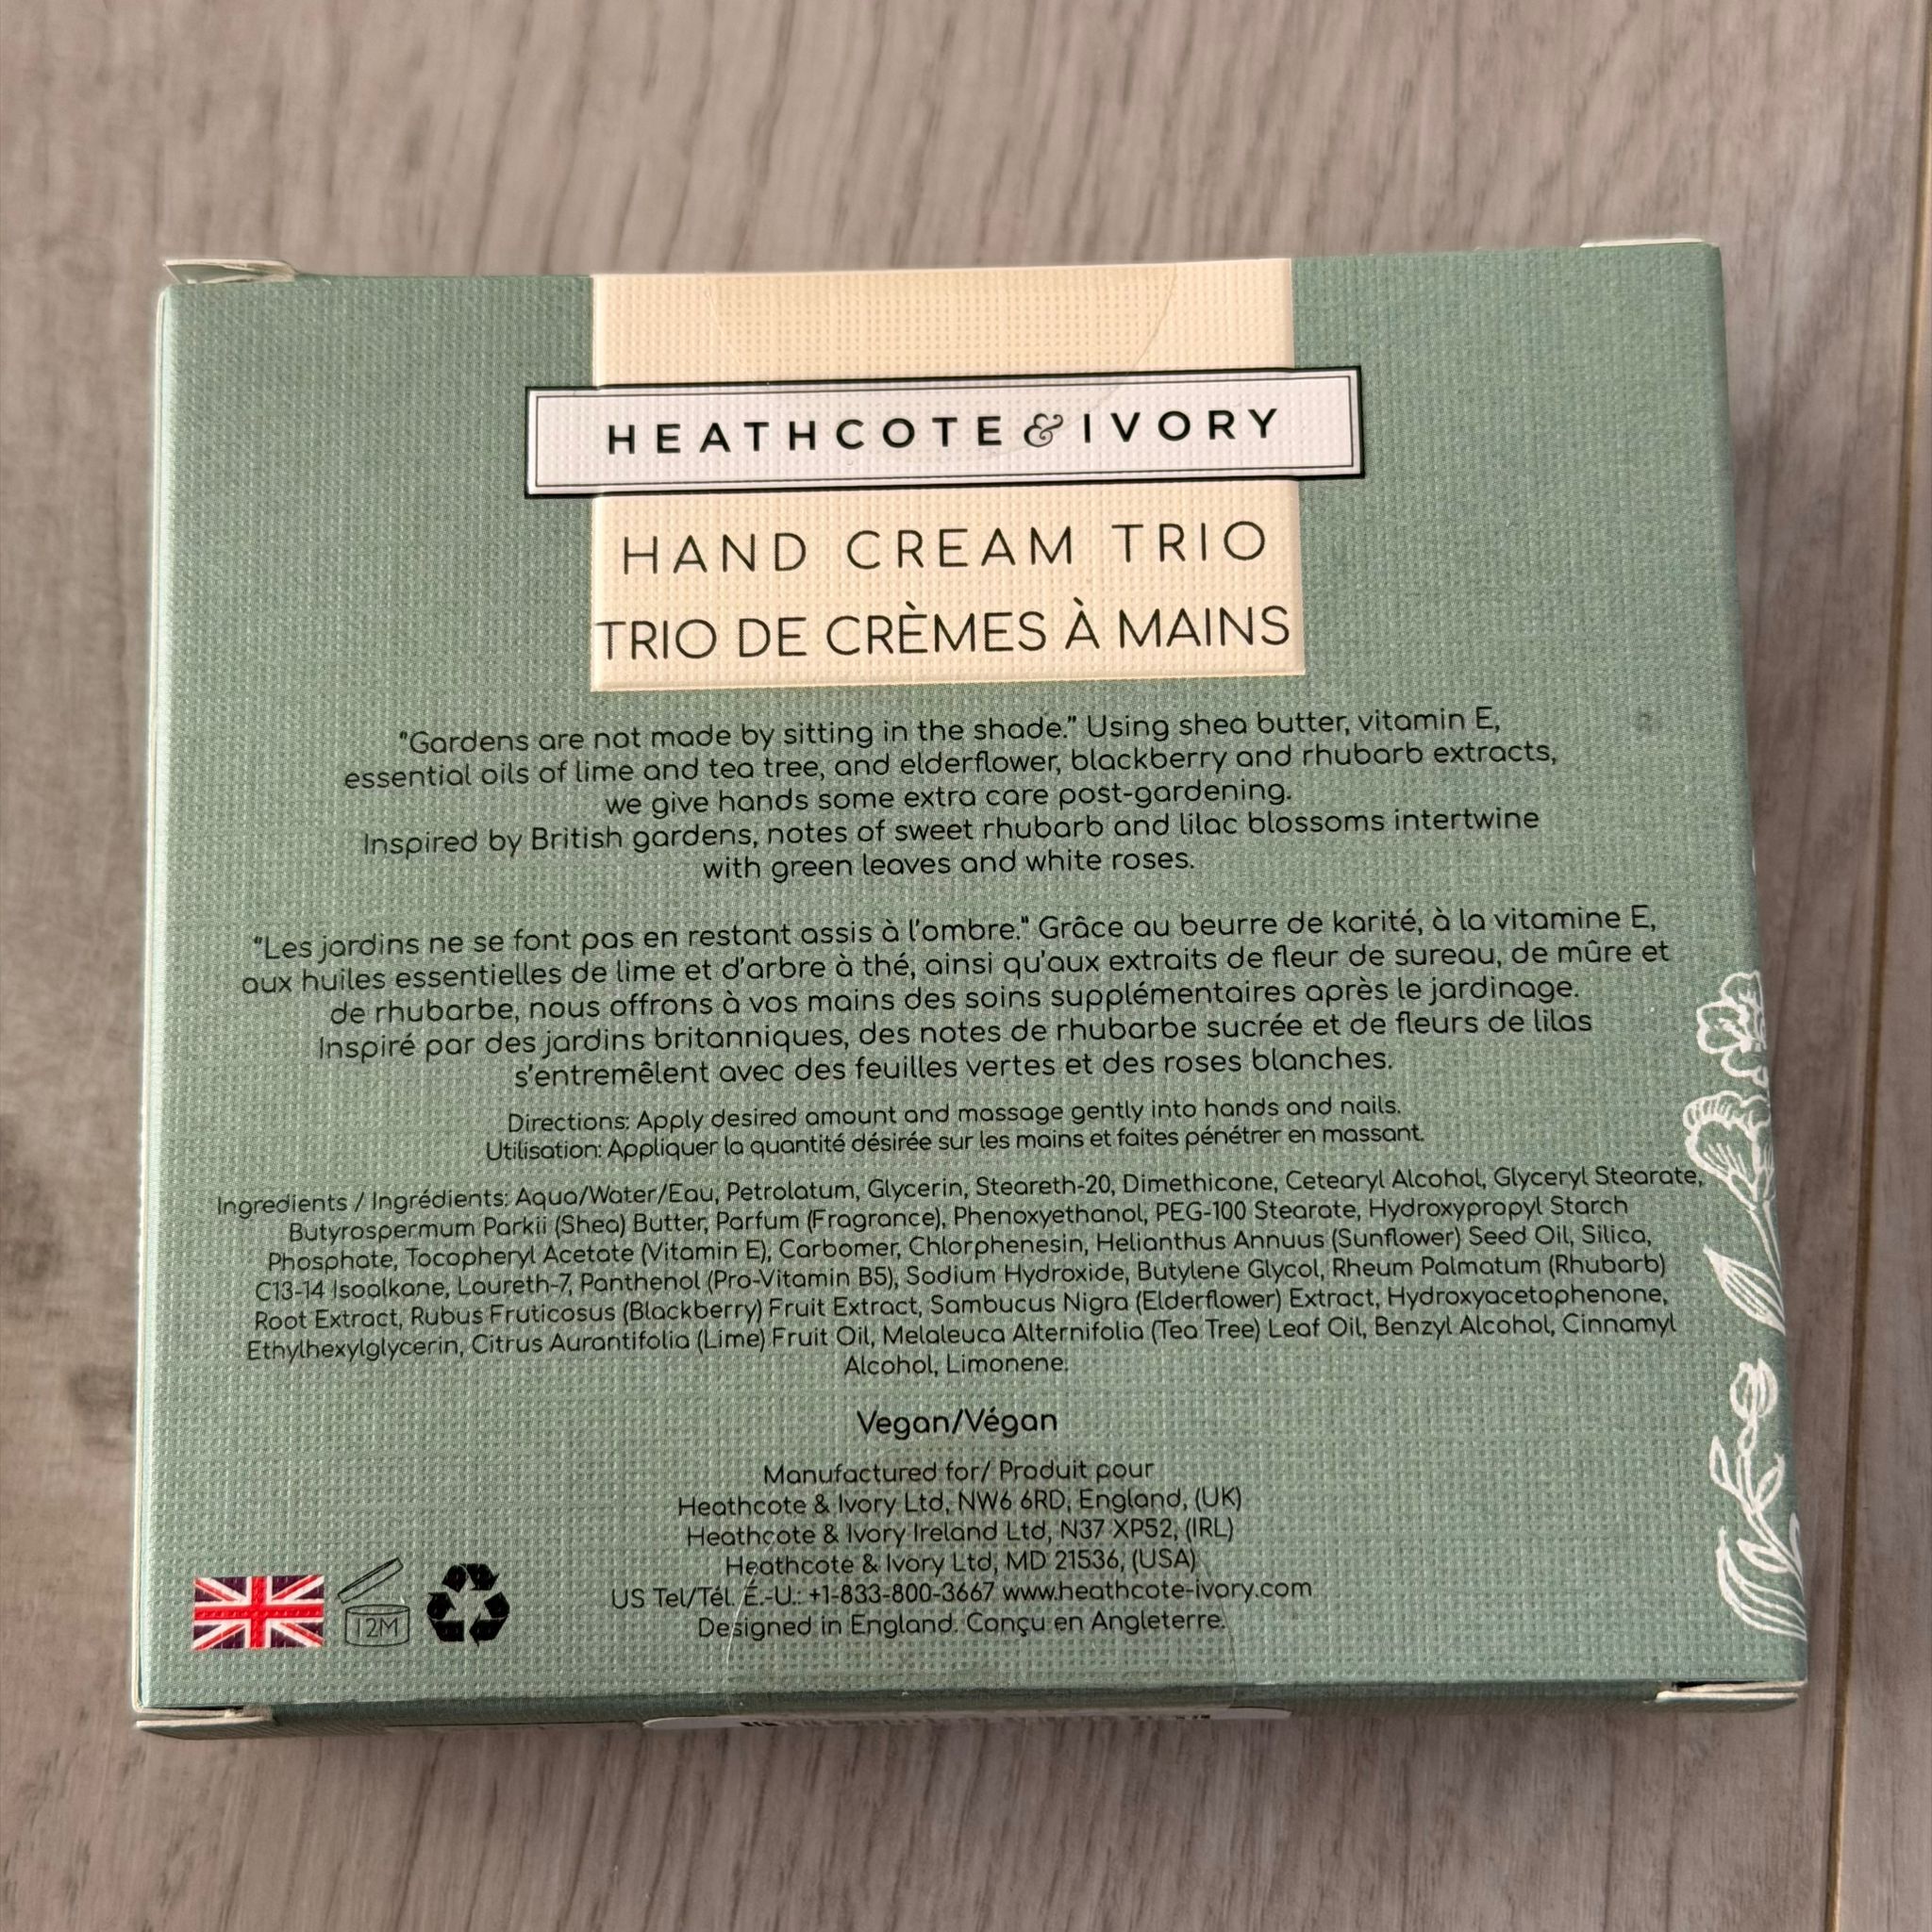 HEATHCOTE & IVORY
HAND CREAM TRIO
TRIO DE CRÈMES À MAINS
"Gardens are not made by sitting in the shade." Using shea butter, vitamin E,
essential oils of lime and tea tree, and elderflower, blackberry and rhubarb extracts,
we give hands some extra care post-gardening.
Inspired by British gardens, notes of sweet rhubarb and lilac blossoms intertwine
with green leaves and white roses.
"Les jardins ne se font pas en restant assis à l'ombre." Grâce au beurre de karité, à la vitamine E,
aux huiles essentielles de lime et d'arbre à thé, ainsi qu'aux extraits de fleur de sureau, de mûre et
de rhubarbe, nous offrons à vos mains des soins supplémentaires après le jardinage.
Inspiré par des jardins britanniques, des notes de rhubarbe sucrée et de fleurs de lilas
s'entremêlent avec des feuilles vertes et des roses blanches.
Directions: Apply desired amount and massage gently into hands and nails.
Utilisation: Appliquer la quantité désirée sur les mains et faites pénétrer en massant.
Ingredients / Ingrédients: Aqua/Water/Eau, Petrolatum, Glycerin, Steareth-20, Dimethicone, Cetearyl Alcohol, Glyceryl Stearate,
Butyrospermum Parkii (Shea) Butter, Parfum (Fragrance), Phenoxyethanol, PEG-100 Stearate, Hydroxypropyl Starch
Phosphate, Tocopheryl Acetate (Vitamin E), Carbomer, Chlorphenesin, Helianthus Annuus (Sunflower) Seed Oil, Silica,
C13-14 Isoalkane, Laureth-7, Panthenol (Pro-Vitamin B5), Sodium Hydroxide, Butylene Glycol, Rheum Palmatum (Rhubarb)
Root Extract, Rubus Fruticosus (Blackberry) Fruit Extract, Sambucus Nigra (Elderflower) Extract, Hydroxyacetophenone,
Ethylhexylglycerin, Citrus Aurantifolia (Lime) Fruit Oil, Melaleuca Alternifolia (Tea Tree) Leaf Oil, Benzyl Alcohol, Cinnamyl
Alcohol, Limonene.
Vegan/Végan
Manufactured for/ Produit pour
Heathcote & Ivory Ltd, NW6 6RD, England, (UK)
Heathcote & Ivory Ireland Ltd, N37 XP52, (IRL)
Heathcote & Ivory Ltd, MD 21536, (USA)
US Tel/Tél. É.-U.: +1-833-800-3667 www.heathcote-ivory.com
Designed in England. Conçu en Angleterre.
12M